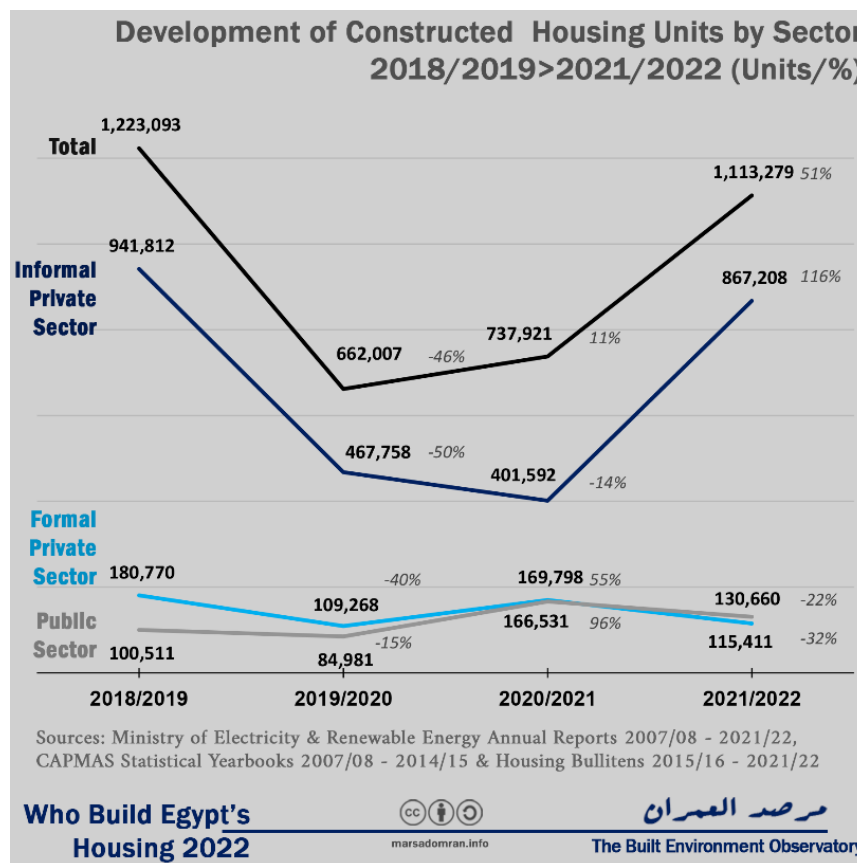 Development of Constructed Housing Units by Sector
2018/2019>2021/2022 (Units/%)
1,223,093
Total
1,113,279 51%
941,812
Informal
Private
Sector
867,208 116%
662,007 -46%
737,921 11%
467,758 -50%
401,592 -14%
Formal
Private
Sector
180,770
-40%
109,268
169,798 55%
130,660 -22%
Public
Sector
100,511
-15%
84,981
166,531 96%
115,411 -32%
2018/2019 2019/2020 2020/2021 2021/2022
Sources: Ministry of Electricity & Renewable Energy Annual Reports 2007/08 - 2021/22,
CAPMAS Statistical Yearbooks 2007/08 - 2014/15 & Housing Bullitens 2015/16 - 2021/22
Who Build Egypt's
Housing 2022
cc
marsadomran.info
مرصد العمران
The Built Environment Observatory